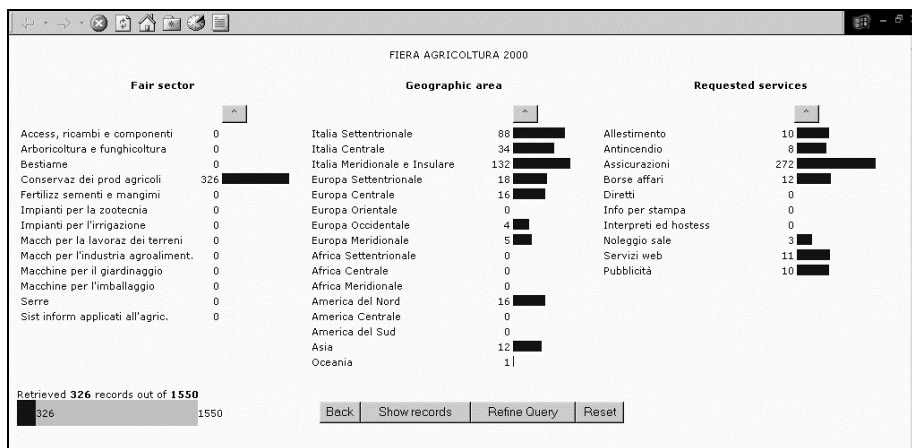 FIERA AGRICOLTURA 2000
Fair sector
^
Access, ricambi e componenti 0
Arboricoltura e funghicoltura 0
Bestiame 0
Conservaz dei prod agricoli 326
Fertilizz sementi e mangimi 0
Impianti per la zootecnia 0
Impianti per l'irrigazione 0
Macch per la lavoraz dei terreni 0
Macch per l'industria agroaliment. 0
Macchine per il giardinaggio 0
Macchine per l'imballaggio 0
Serre 0
Sist inform applicati all'agric. 0
Geographic area
^
Italia Settentrionale 88
Italia Centrale 34
Italia Meridionale e Insulare 132
Europa Settentrionale 18
Europa Centrale 16
Europa Orientale 0
Europa Occidentale 4
Europa Meridionale 5
Africa Settentrionale 0
Africa Centrale 0
Africa Meridionale 0
America del Nord 16
America Centrale 0
America del Sud 0
Asia 12
Oceania 1
Requested services
^
Allestimento 10
Antincendio 8
Assicurazioni 272
Borse affari 12
Diretti 0
Info per stampa 0
Interpreti ed hostess 0
Noleggio sale 3
Servizi web 11
Pubblicità 10
Retrieved 326 records out of 1550
326 1550
Back Show records Refine Query Reset